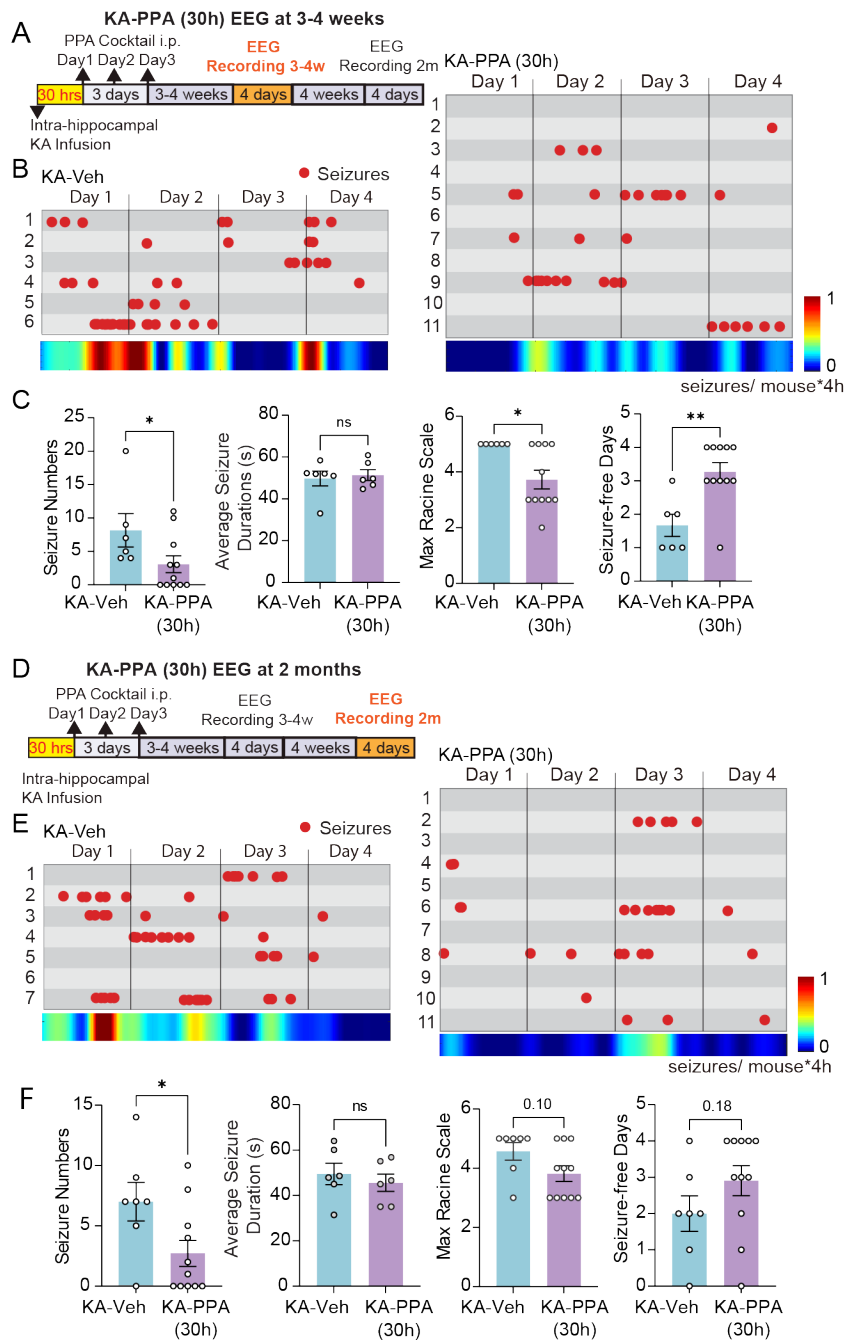 A
KA-PPA (30h) EEG at 3-4 weeks
PPA Cocktail i.p.
Day1 Day2 Day3
EEG
Recording 3-4w
EEG
Recording 2m
30 hrs 3 days 3-4 weeks 4 days 4 weeks 4 days
Intra-hippocampal
KA Infusion
KA-PPA (30h)
Day 1 Day 2 Day 3 Day 4
1
2
3
4
5
6
7
8
9
10
11
B
KA-Veh
Seizures
Day 1 Day 2 Day 3 Day 4
1
2
3
4
5
6
1
0
seizures/ mouse*4h
C
Seizure Numbers
25
20
15
10
5
0
*
KA-Veh KA-PPA
(30h)
Average Seizure
Durations (s)
80
60
40
20
0
ns
KA-Veh KA-PPA
(30h)
Max Racine Scale
6
4
2
0
*
KA-Veh KA-PPA
(30h)
Seizure-free Days
5
4
3
2
1
0
**
KA-Veh KA-PPA
(30h)
D
KA-PPA (30h) EEG at 2 months
PPA Cocktail i.p.
Day1 Day2 Day3
EEG
Recording 3-4w
EEG
Recording 2m
30 hrs 3 days 3-4 weeks 4 days 4 weeks 4 days
Intra-hippocampal
KA Infusion
KA-PPA (30h)
Day 1 Day 2 Day 3 Day 4
1
2
3
4
5
6
7
8
9
10
11
E
KA-Veh
Seizures
Day 1 Day 2 Day 3 Day 4
1
2
3
4
5
6
7
1
0
seizures/ mouse*4h
F
Seizure Numbers
15
10
5
0
*
KA-Veh KA-PPA
(30h)
Average Seizure
Duration (s)
80
60
40
20
0
ns
KA-Veh KA-PPA
(30h)
Max Racine Scale
6
4
2
0
0.10
KA-Veh KA-PPA
(30h)
Seizure-free Days
5
4
3
2
1
0
0.18
KA-Veh KA-PPA
(30h)